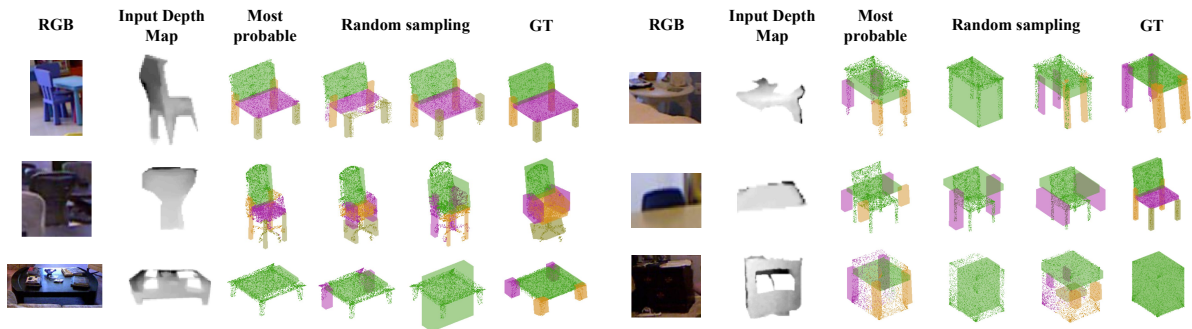 RGB
Input Depth
Map
Most
probable
Random sampling
GT
RGB
Input Depth
Map
Most
probable
Random sampling
GT